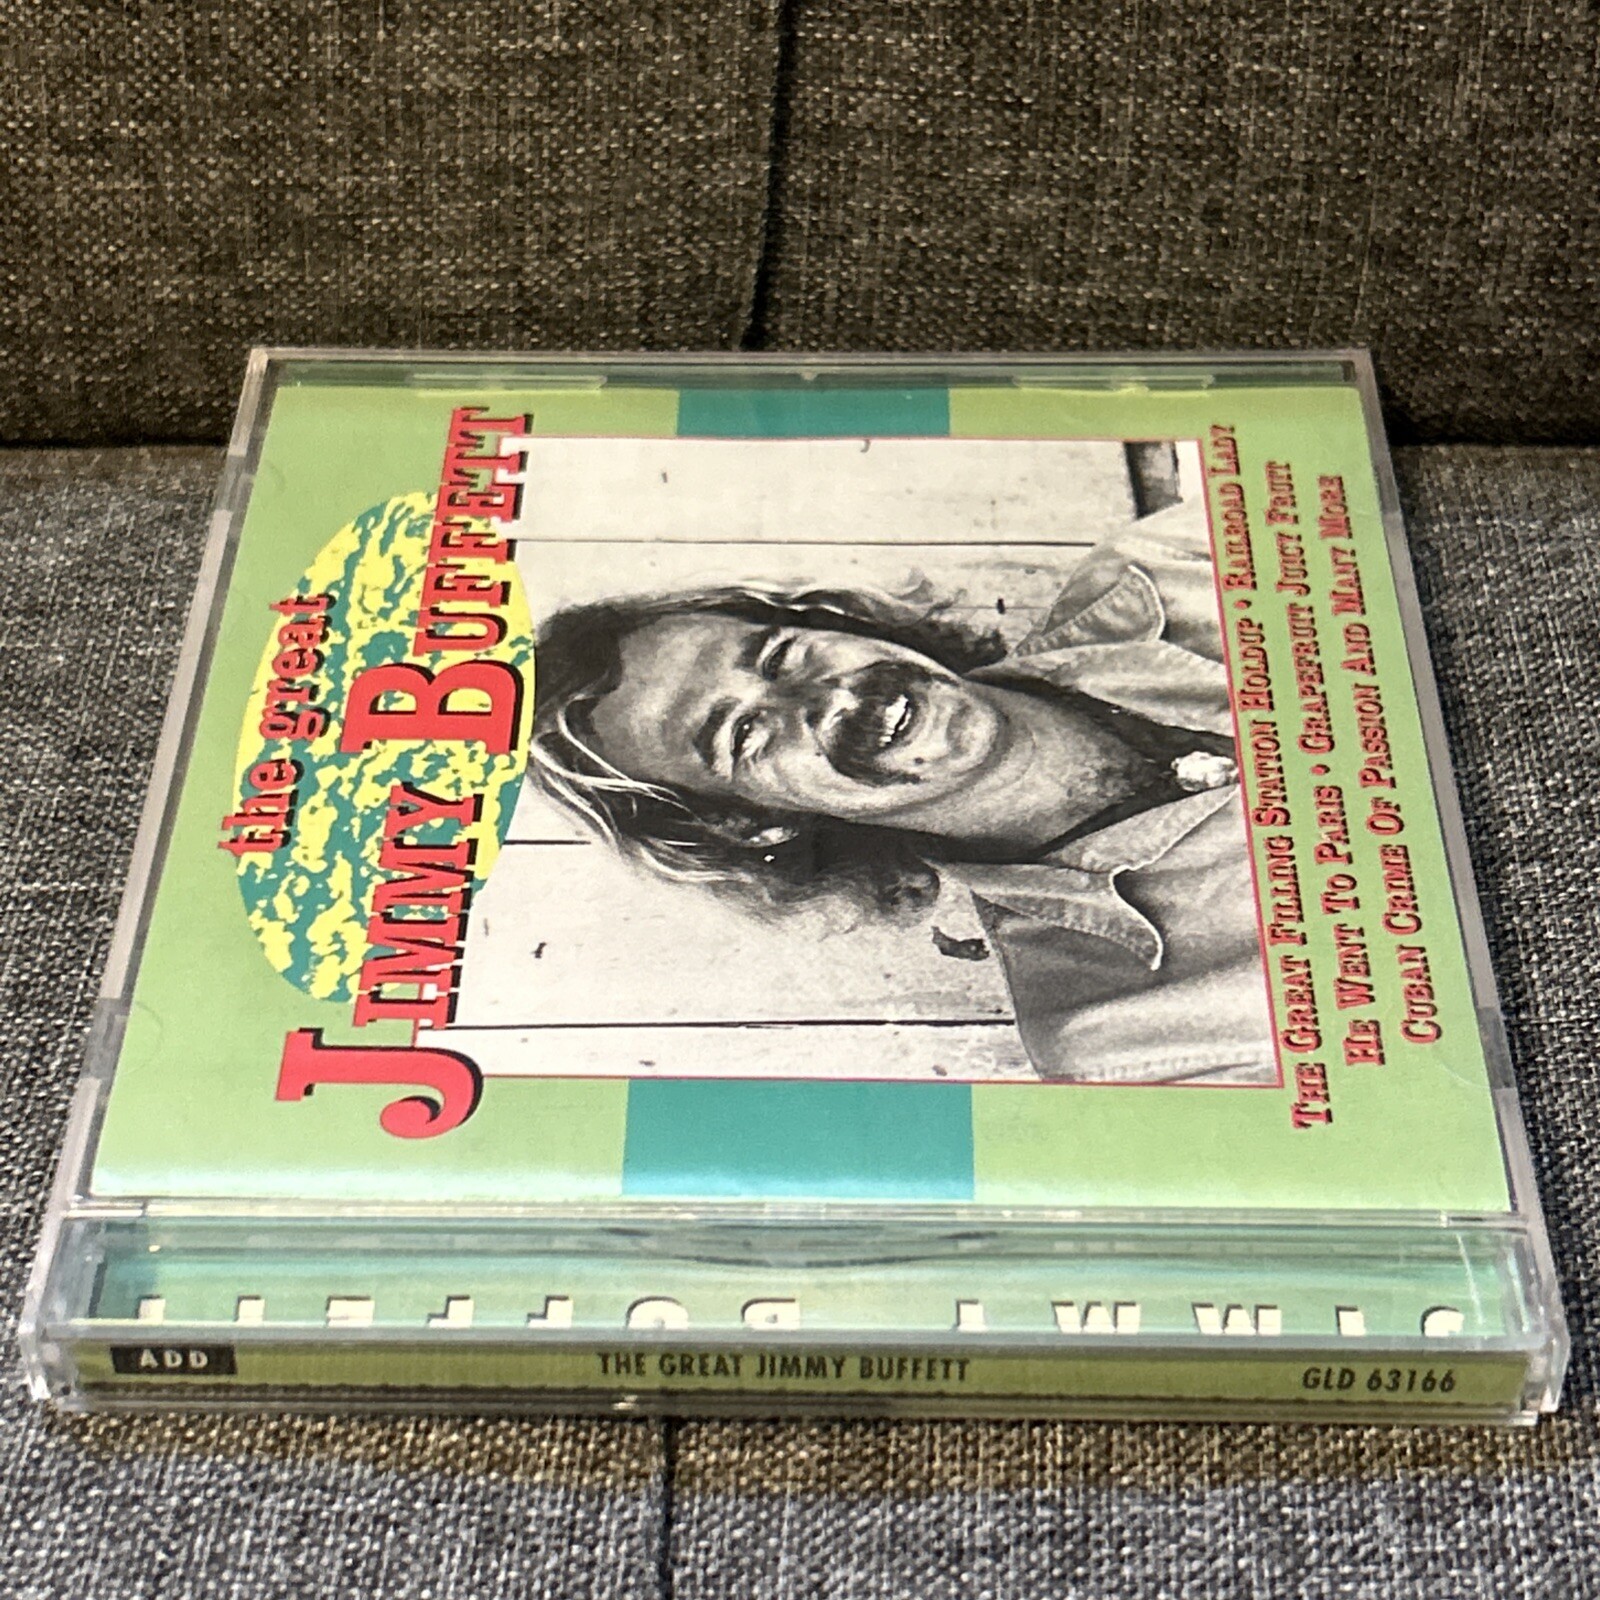 the great
JIMMY BUFFETT
THE GREAT FILLING STATION HOLDUP • RAILROAD LADY
HE WENT TO PARIS • GRAPEFRUIT JUICY FRUIT
CUBAN CRIME OF PASSION AND MANY MORE
ADD THE GREAT JIMMY BUFFETT GLD 63166